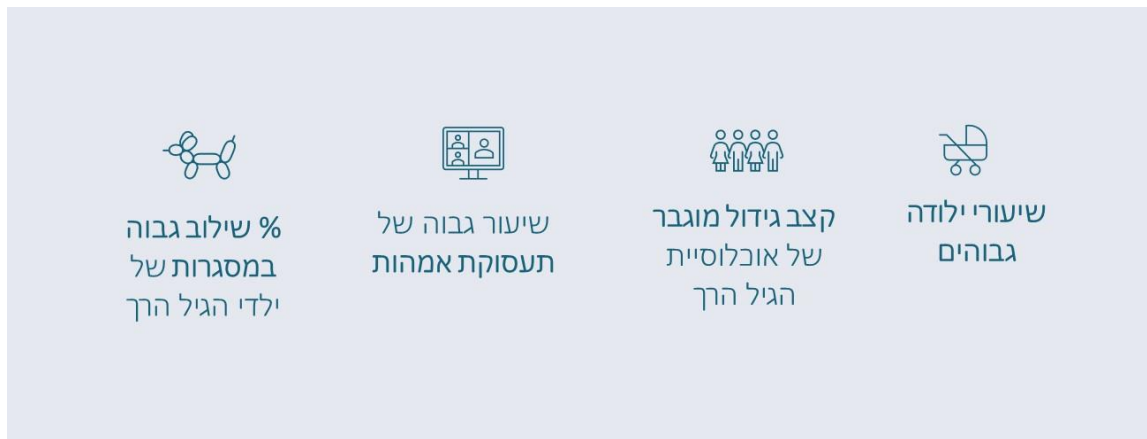 שיעורי ילודה
גבוהים
קצב גידול מוגבר
של אוכלוסיית
הגיל הרך
שיעור גבוה של
תעסוקת אמהות
% שילוב גבוה
במסגרות של
ילדי הגיל הרך